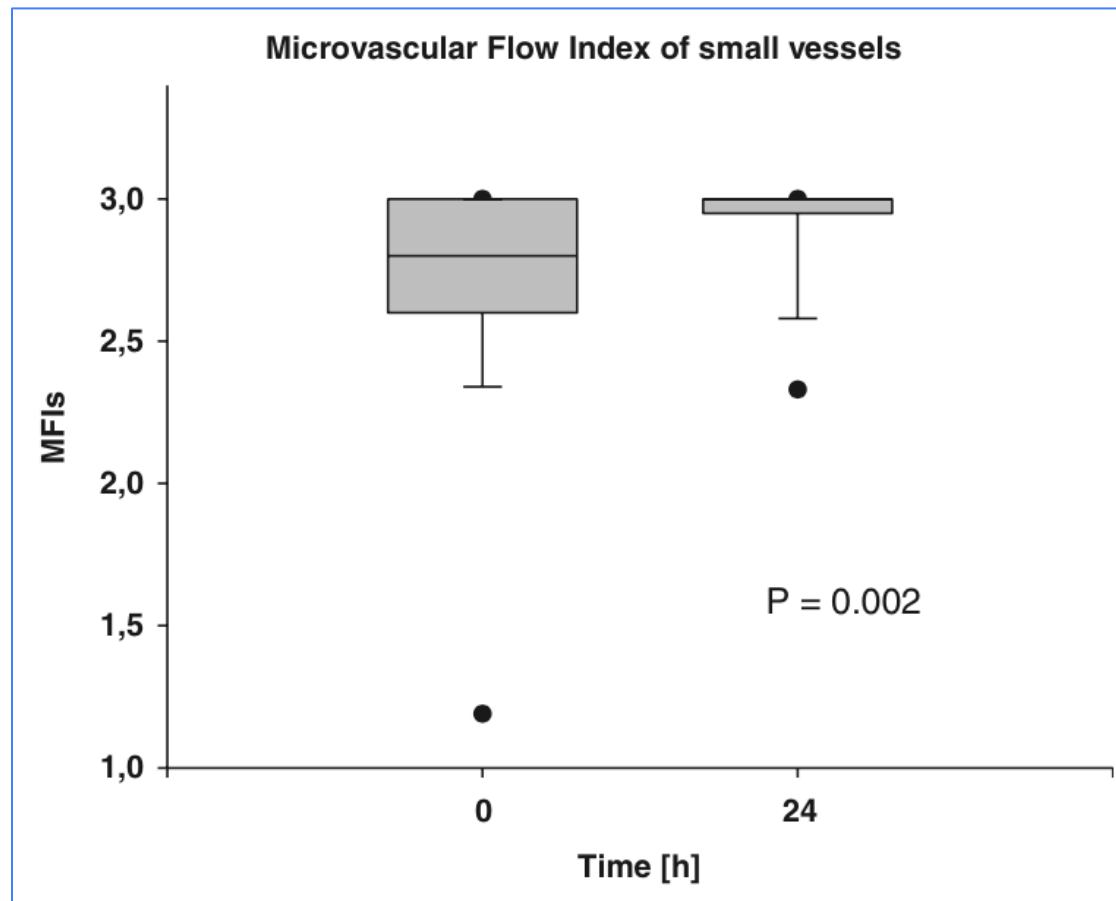 Microvascular Flow Index of small vessels
3,0
2,5
2,0
1,5
1,0
MFIs
P = 0.002
0 24
Time [h]